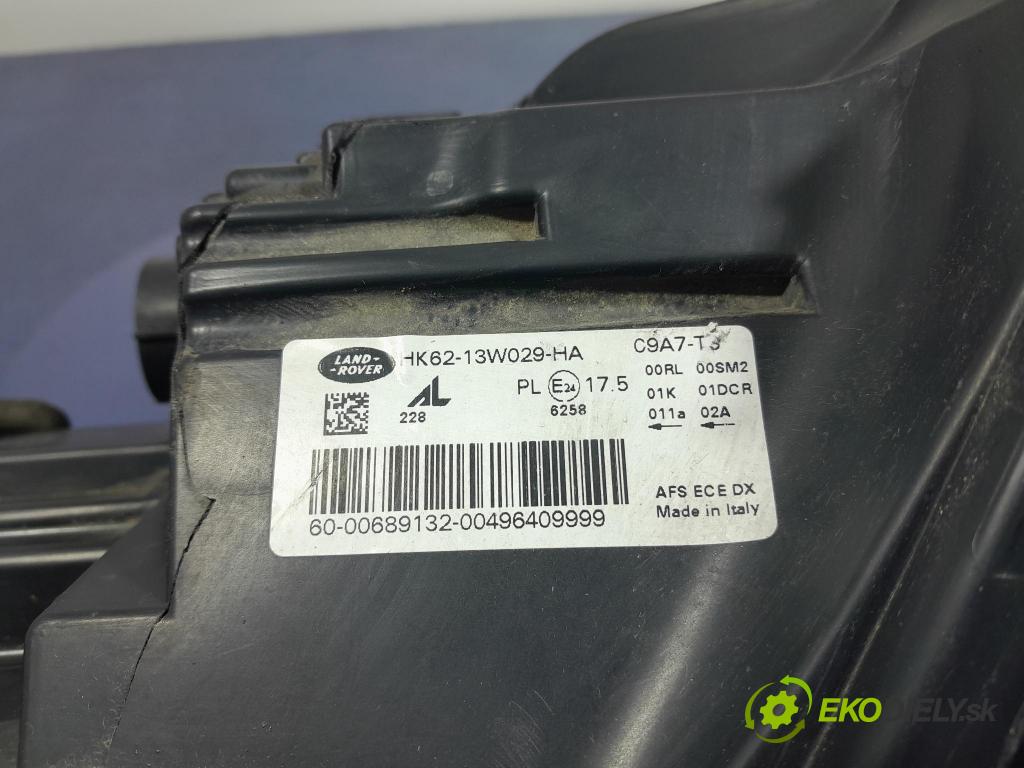 LAND-
ROVER
HK62-13W029-HA
C9A7-T3
AL
228
PL E24 17.5
6258
00RL 00SM2
01K 01DCR
011a 02A
60-00689132-00496409999
AFS ECE DX
Made in Italy
EKODIELY.sk